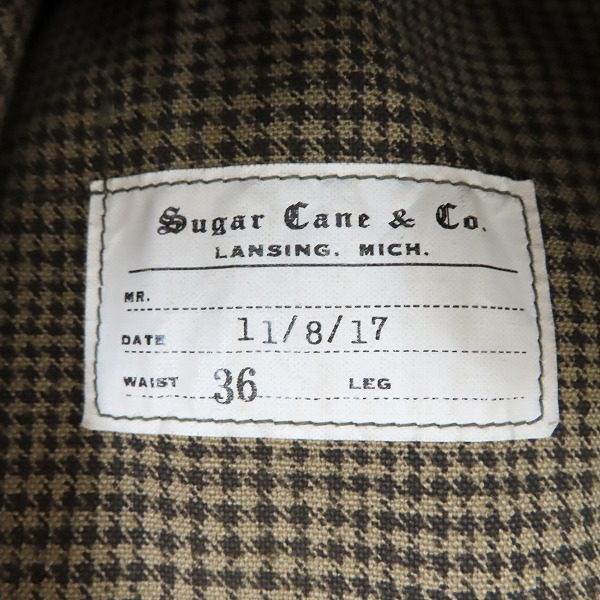 Sugar Cane & Co.
LANSING, MICH.
MR.
DATE 11/8/17
WAIST 36 LEG